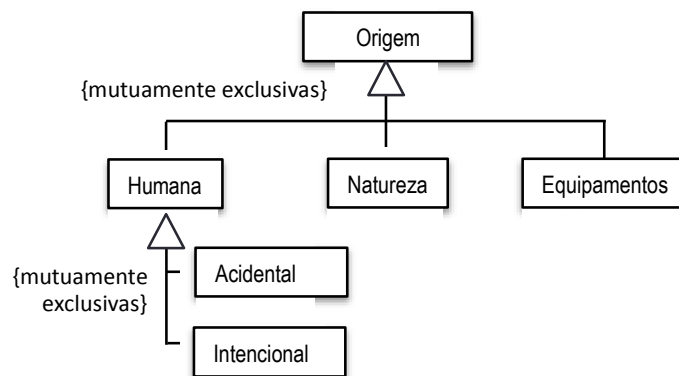 Origem
{mutuamente exclusivas}
Humana
Natureza
Equipamentos
{mutuamente
exclusivas}
Acidental
Intencional